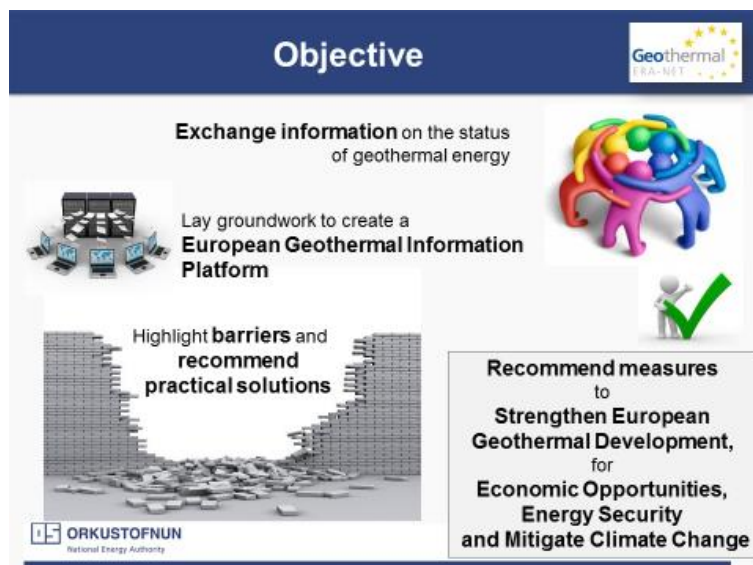 Objective
Geothermal
ERA-NET
Exchange information on the status
of geothermal energy
Lay groundwork to create a
European Geothermal Information
Platform
Highlight barriers and
recommend
practical solutions
Recommend measures
to
Strengthen European
Geothermal Development,
for
Economic Opportunities,
Energy Security
and Mitigate Climate Change
OS ORKUSTOFNUN
National Energy Authority